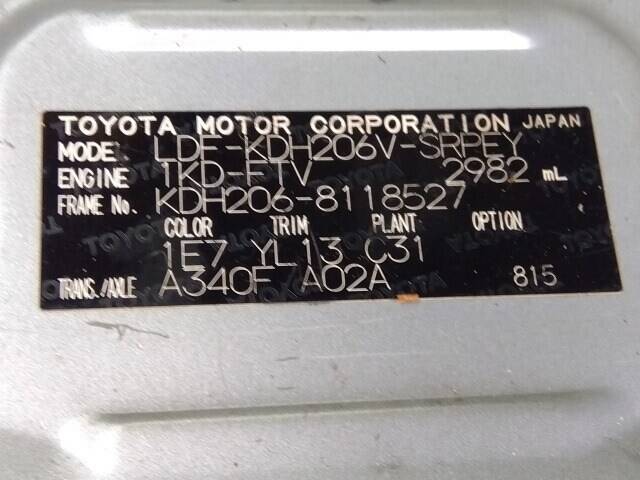 TOYOTA MOTOR CORPORATION JAPAN
MODEL LDF-KDH206V-SRPEY
ENGINE 1KD-FTV 2982 mL
FRAME No. KDH206-8118527
COLOR TRIM PLANT OPTION
1E7 YL13 C31
TRANS./AXLE A340F A02A 815